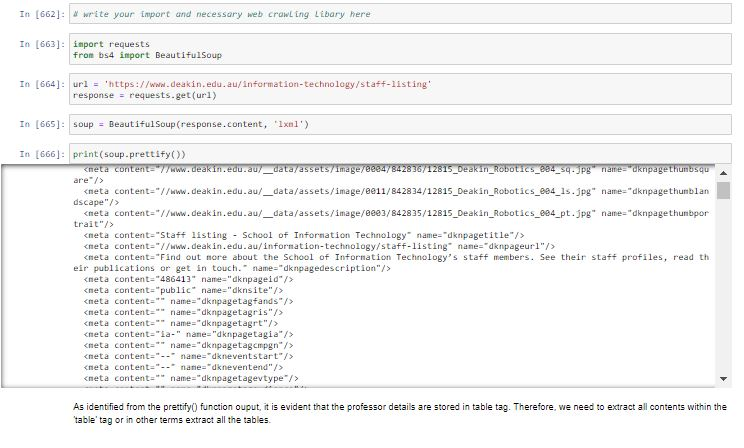 In [662]: # write your import and necessary web crawling libary here
In [663]: import requests
from bs4 import BeautifulSoup
In [664]: url = 'https://www.deakin.edu.au/information-technology/staff-listing'
response = requests.get(url)
In [665]: soup = BeautifulSoup(response.content, 'lxml')
In [666]: print(soup.prettify())
<meta content="//www.deakin.edu.au/__data/assets/image/0004/842836/12815_Deakin_Robotics_004_sq.jpg" name="dknpagethumbsqu
are"/>
<meta content="//www.deakin.edu.au/__data/assets/image/0011/842834/12815_Deakin_Robotics_004_ls.jpg" name="dknpagethumblan
dscape"/>
<meta content="//www.deakin.edu.au/__data/assets/image/0003/842835/12815_Deakin_Robotics_004_pt.jpg" name="dknpagethumbpor
trait"/>
<meta content="Staff listing - School of Information Technology" name="dknpagetitle"/>
<meta content="//www.deakin.edu.au/information-technology/staff-listing" name="dknpageurl"/>
<meta content="Find out more about the School of Information Technology’s staff members. See their staff profiles, read th
eir publications or get in touch." name="dknpagedescription"/>
<meta content="486413" name="dknpageid"/>
<meta content="public" name="dknsite"/>
<meta content="" name="dknpagetagfands"/>
<meta content="" name="dknpagetagris"/>
<meta content="" name="dknpagetagrt"/>
<meta content="ia-" name="dknpagetagia"/>
<meta content="" name="dknpagetagcmpgn"/>
<meta content="--" name="dkneventstart"/>
<meta content="--" name="dkneventend"/>
<meta content="" name="dknpagetagevtype"/>
As identified from the prettify() function ouput, it is evident that the professor details are stored in table tag. Therefore, we need to extract all contents within the
'table' tag or in other terms extract all the tables.